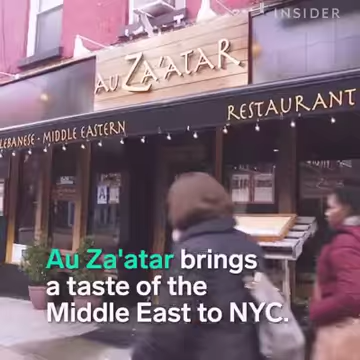 INSIDER
AU ZA'ATAR
LEBANESE - MIDDLE EASTERN
RESTAURANT
Au Za'atar brings
a taste of the
Middle East to NYC.